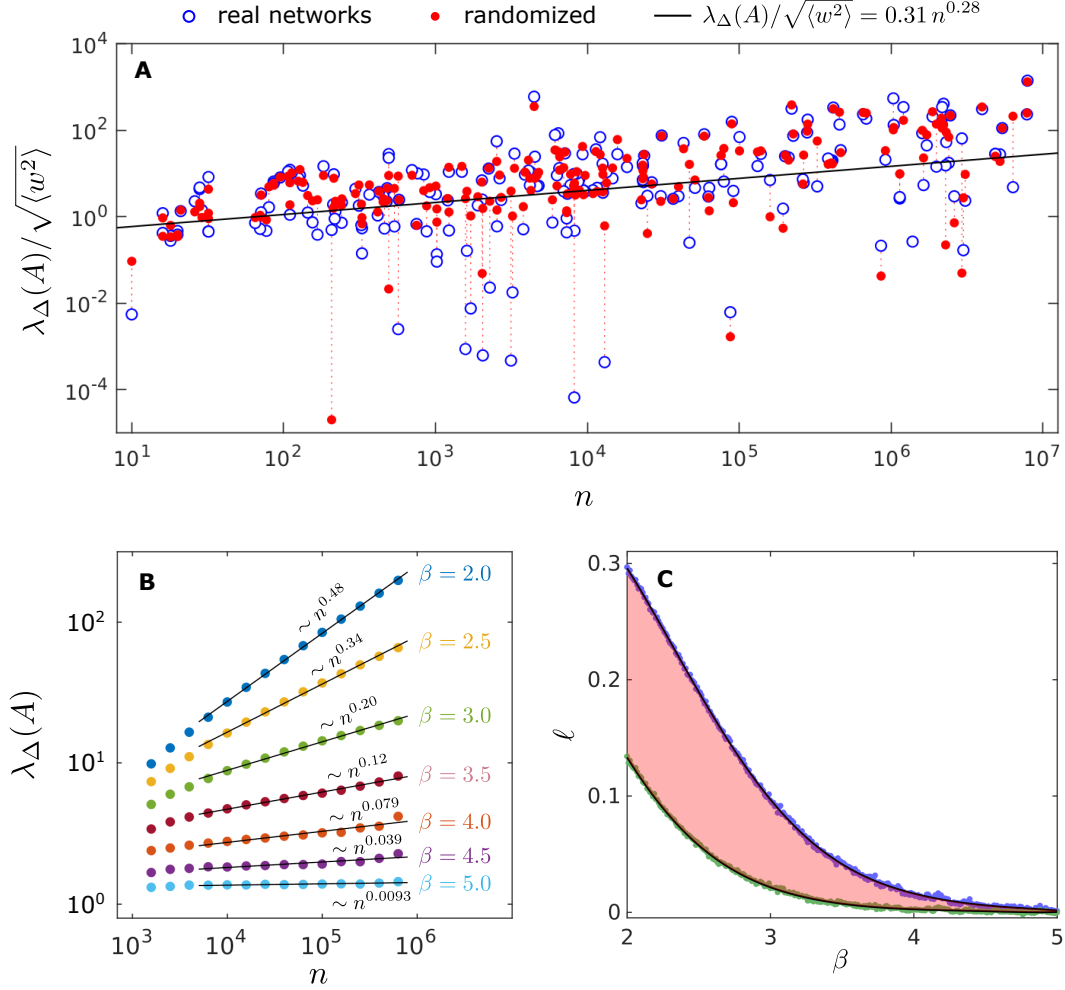 real networks randomized λ_Δ(A)/√⟨w²⟩ = 0.31 n^0.28
A
λ_Δ(A)/√⟨w²⟩
10^4
10^2
10^0
10^-2
10^-4
10^1 10^2 10^3 10^4 10^5 10^6 10^7
n
B
λ_Δ(A)
10^2
10^1
10^0
β = 2.0
β = 2.5
β = 3.0
β = 3.5
β = 4.0
β = 4.5
β = 5.0
~ n^0.48
~ n^0.34
~ n^0.20
~ n^0.12
~ n^0.079
~ n^0.039
~ n^0.0093
10^3 10^4 10^5 10^6
n
C
ℓ
0.3
0.2
0.1
0
2 3 4 5
β